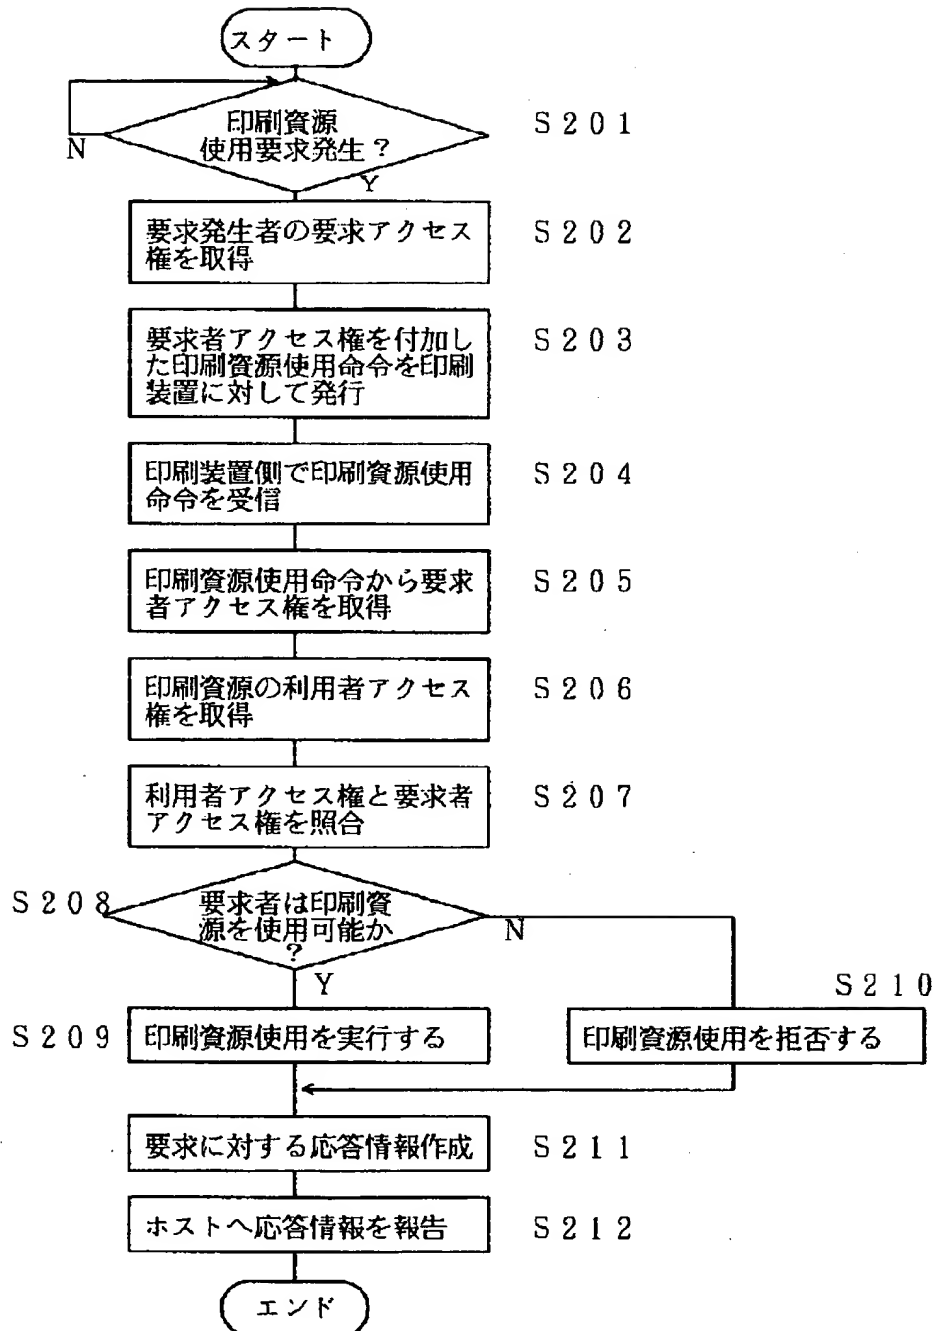 スタート
印刷資源
使用要求発生？
S201
N
Y
要求発生者の要求アクセス
権を取得
S202
要求者アクセス権を付加し
た印刷資源使用命令を印刷
装置に対して発行
S203
印刷装置側で印刷資源使用
命令を受信
S204
印刷資源使用命令から要求
者アクセス権を取得
S205
印刷資源の利用者アクセス
権を取得
S206
利用者アクセス権と要求者
アクセス権を照合
S207
S208
要求者は印刷資
源を使用可能か
？
N
Y
S210
S209
印刷資源使用を実行する
印刷資源使用を拒否する
要求に対する応答情報作成
S211
ホストへ応答情報を報告
S212
エンド